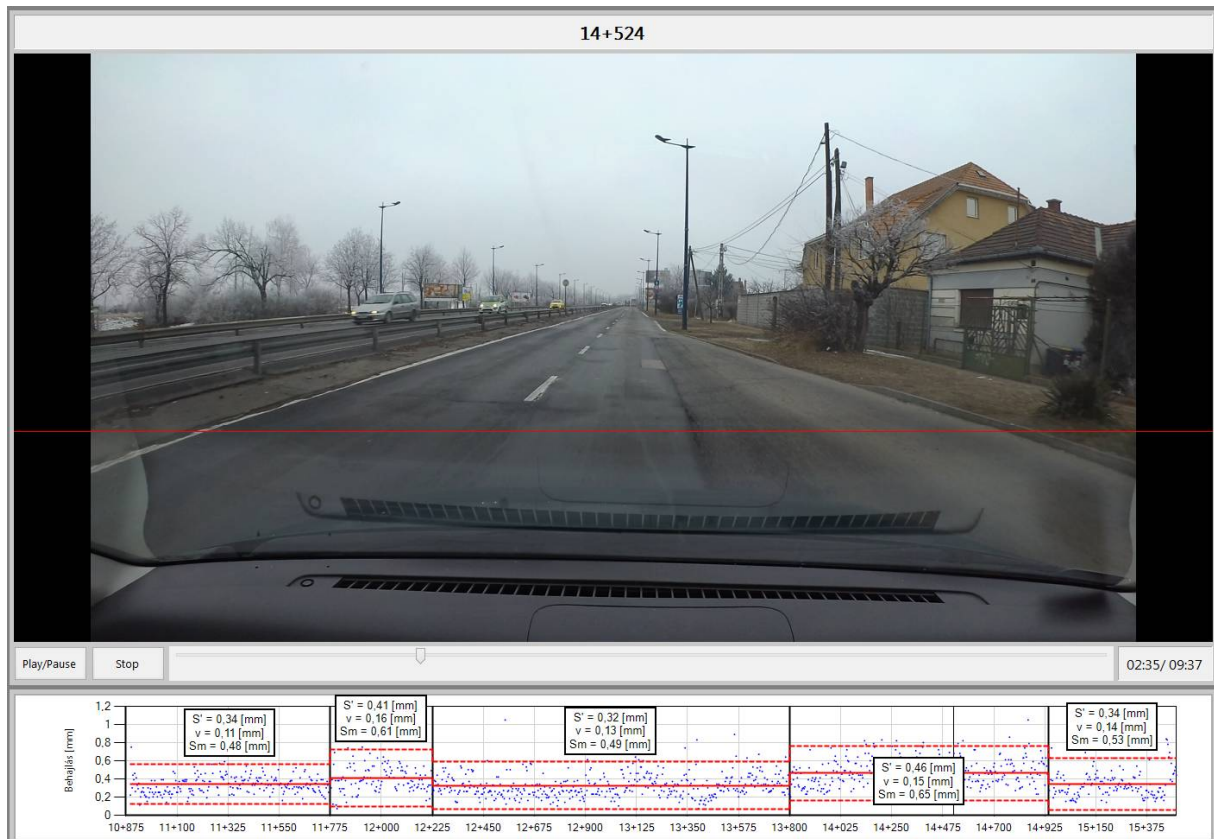 14+524
Play/Pause
Stop
02:35/ 09:37
Behajlás [mm]
1,2
1
0,8
0,6
0,4
0,2
0
S' = 0,34 [mm]
v = 0,11 [mm]
Sm = 0,48 [mm]
S' = 0,41 [mm]
v = 0,16 [mm]
Sm = 0,61 [mm]
S' = 0,32 [mm]
v = 0,13 [mm]
Sm = 0,49 [mm]
S' = 0,46 [mm]
v = 0,15 [mm]
Sm = 0,65 [mm]
S' = 0,34 [mm]
v = 0,14 [mm]
Sm = 0,53 [mm]
10+875 11+100 11+325 11+550 11+775 12+000 12+225 12+450 12+675 12+900 13+125 13+350 13+575 13+800 14+025 14+250 14+475 14+700 14+925 15+150 15+375